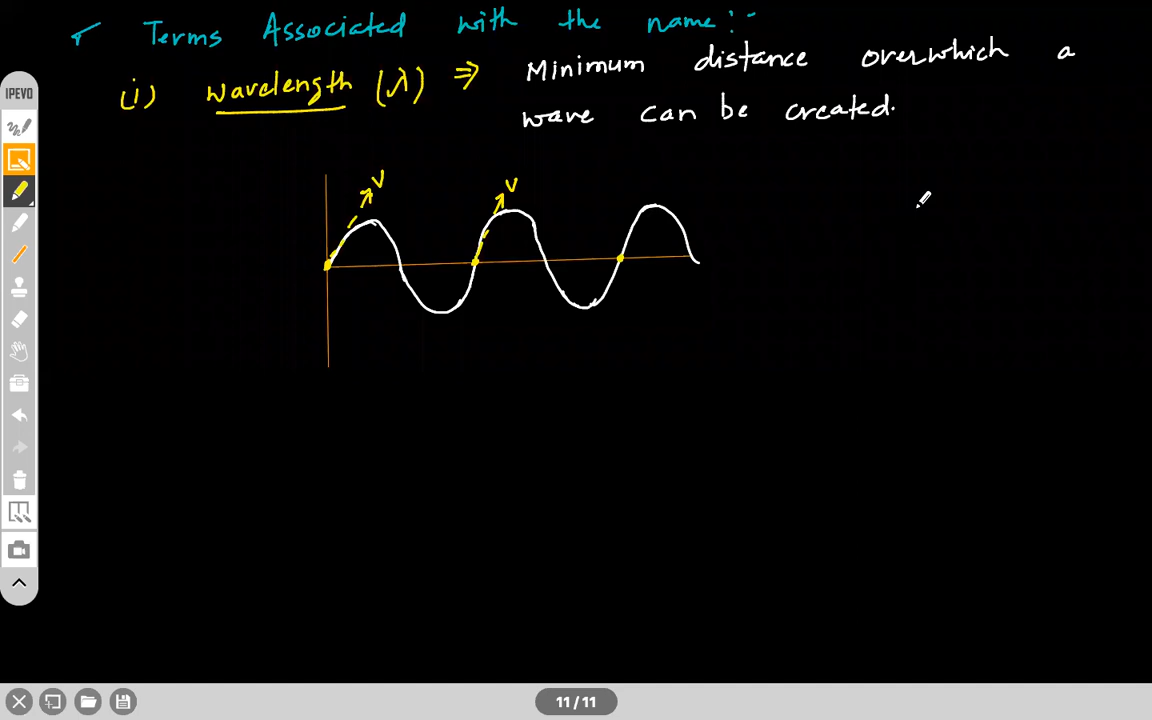 Terms Associated with the name:-
(i) wavelength (λ) ⇒ Minimum distance overwhich a
wave can be created.
IPEVO
V
V
11/11